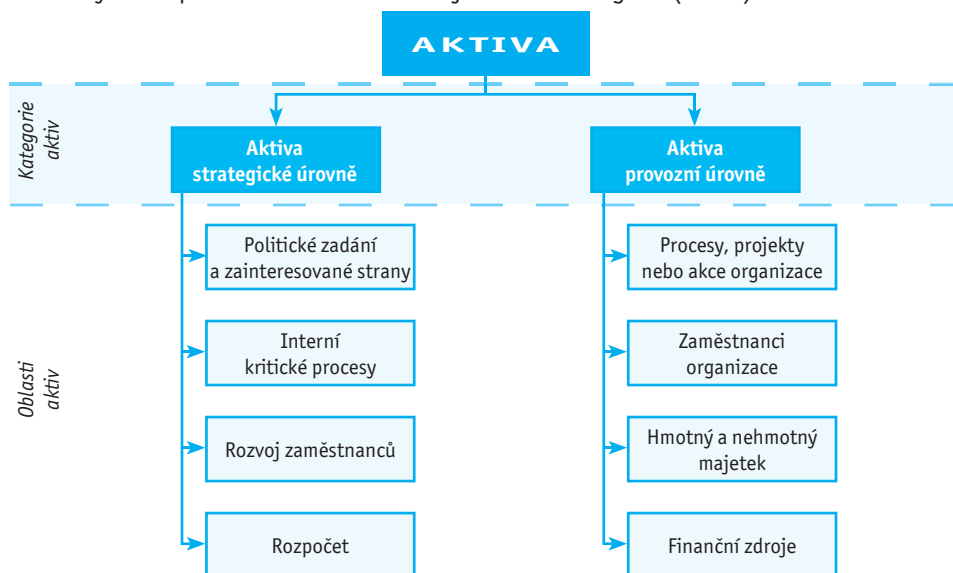 AKTIVA
Kategorie
aktiv
Aktiva
strategické úrovně
Aktiva
provozní úrovně
Oblasti
aktiv
Politické zadání
a zainteresované strany
Procesy, projekty
nebo akce organizace
Interní
kritické procesy
Zaměstnanci
organizace
Rozvoj zaměstnanců
Hmotný a nehmotný
majetek
Rozpočet
Finanční zdroje